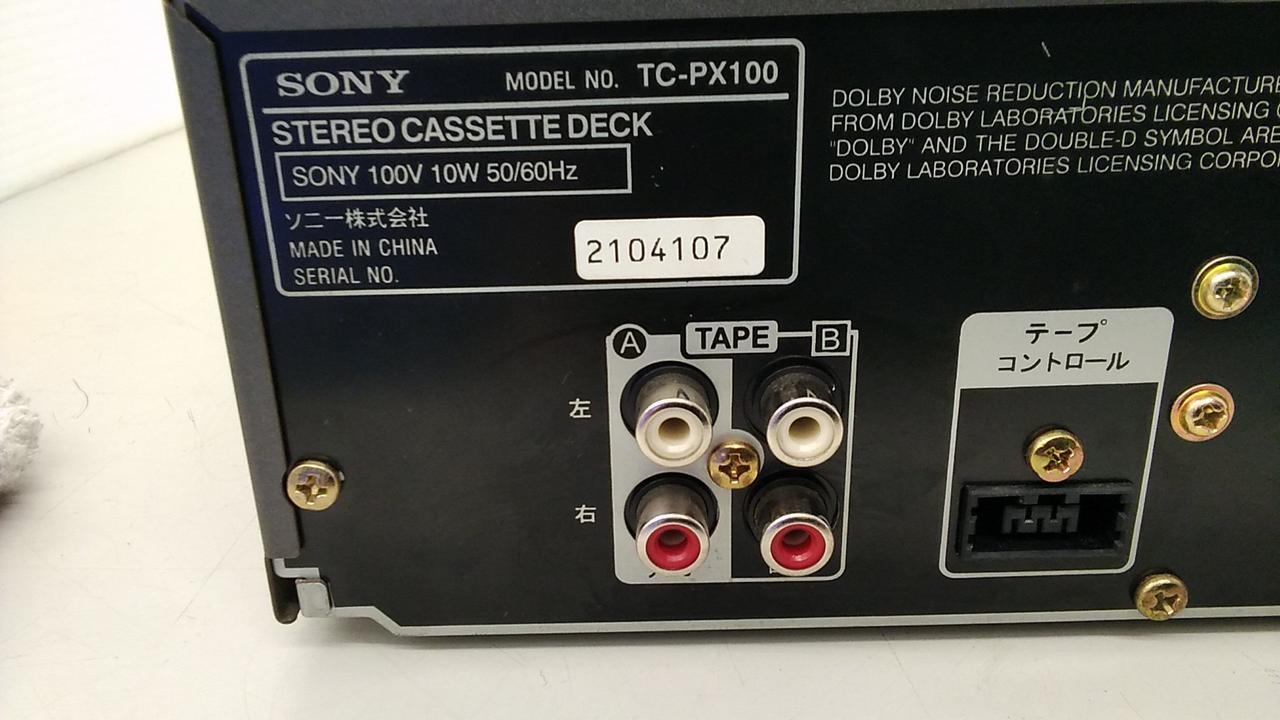 SONY MODEL NO. TC-PX100
STEREO CASSETTE DECK
SONY 100V 10W 50/60Hz
ソニー株式会社
MADE IN CHINA
SERIAL NO. 2104107
DOLBY NOISE REDUCTION MANUFACTURE
FROM DOLBY LABORATORIES LICENSING
"DOLBY" AND THE DOUBLE-D SYMBOL ARE
DOLBY LABORATORIES LICENSING CORPO
A TAPE B
左
右
テープ
コントロール